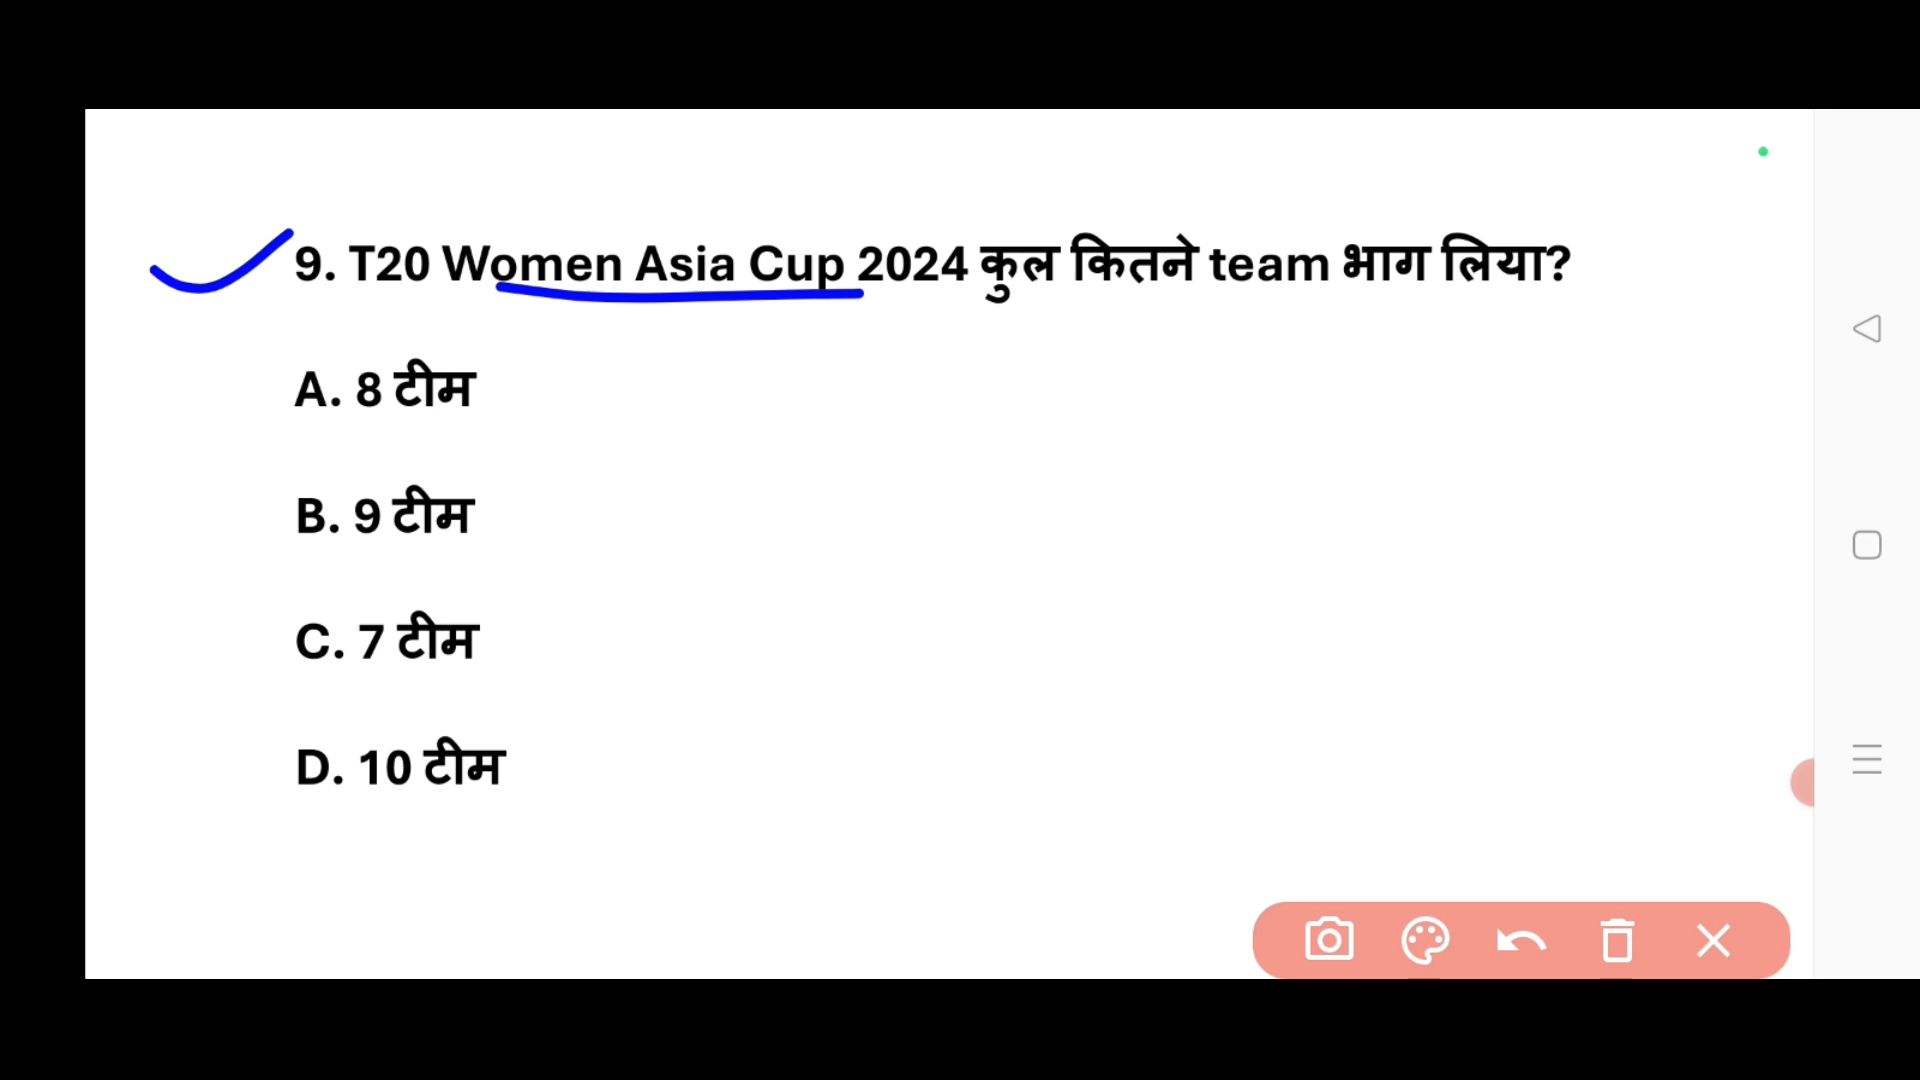 9. T20 Women Asia Cup 2024 कुल कितने team भाग लिया?
A. 8 टीम
B. 9 टीम
C. 7 टीम
D. 10 टीम